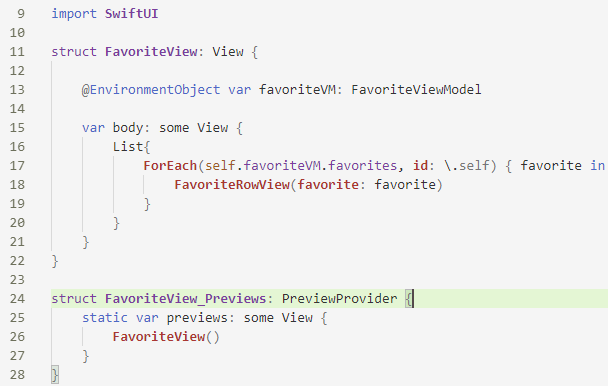 9 import SwiftUI
10
11 struct FavoriteView: View {
12
13     @EnvironmentObject var favoriteVM: FavoriteViewModel
14
15     var body: some View {
16         List{
17             ForEach(self.favoriteVM.favorites, id: \.self) { favorite in
18                 FavoriteRowView(favorite: favorite)
19             }
20         }
21     }
22 }
23
24 struct FavoriteView_Previews: PreviewProvider {
25     static var previews: some View {
26         FavoriteView()
27     }
28 }